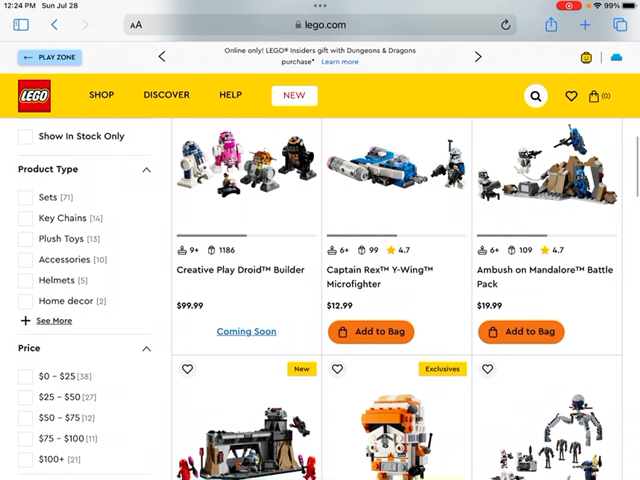 12:24 PM Sun Jul 28
99%
AA
lego.com
PLAY ZONE
Online only! LEGO® Insiders gift with Dungeons & Dragons
purchase* Learn more
LEGO
SHOP
DISCOVER
HELP
NEW
(0)
Show In Stock Only
Product Type
Sets [71]
Key Chains [14]
Plush Toys [13]
Accessories [10]
Helmets [5]
Home decor [2]
See More
Price
$0 - $25 [38]
$25 - $50 [27]
$50 - $75 [12]
$75 - $100 [11]
$100+ [21]
9+ 1186
Creative Play Droid™ Builder
$99.99
Coming Soon
6+ 99 4.7
Captain Rex™ Y-Wing™
Microfighter
$12.99
Add to Bag
6+ 109 4.7
Ambush on Mandalore™ Battle
Pack
$19.99
Add to Bag
New
Exclusives